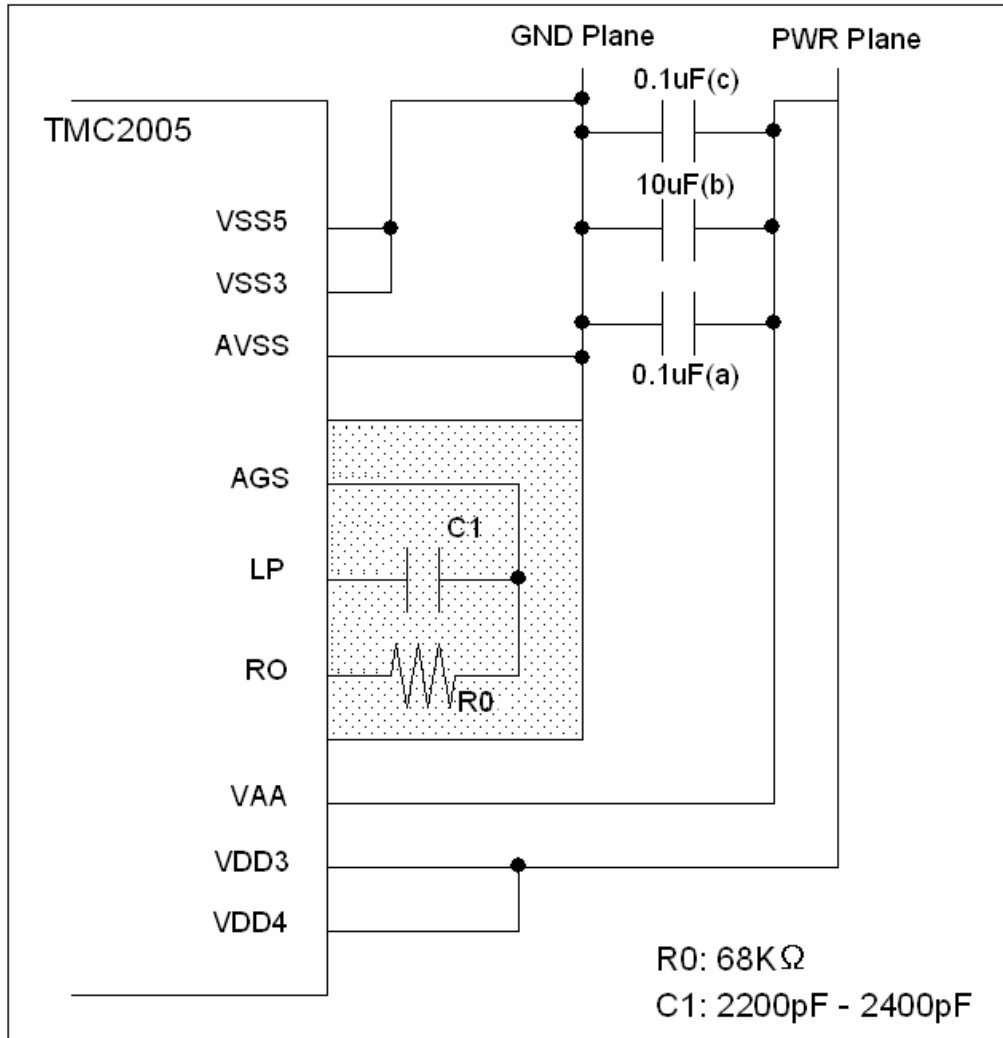 GND Plane
PWR Plane
0.1uF(c)
TMC2005
10uF(b)
VSS5
VSS3
AVSS
0.1uF(a)
AGS
C1
LP
RO
R0
VAA
VDD3
VDD4
R0: 68KΩ
C1: 2200pF - 2400pF